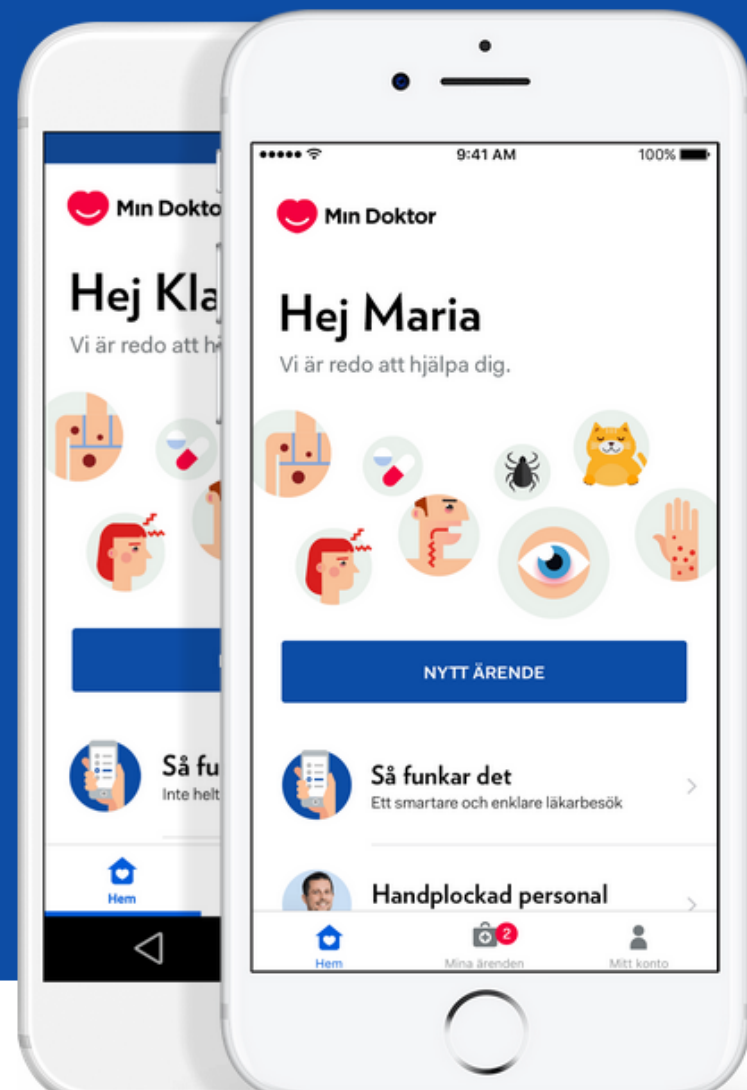 Min Doktor
Hej Kla
Vi är redo att
Så fu
Inte helt
Hem
9:41 AM
100%
Min Doktor
Hej Maria
Vi är redo att hjälpa dig.
NYTT ÄRENDE
Så funkar det
Ett smartare och enklare läkarbesök
Handplockad personal
2
Hem
Mina ärenden
Mitt konto